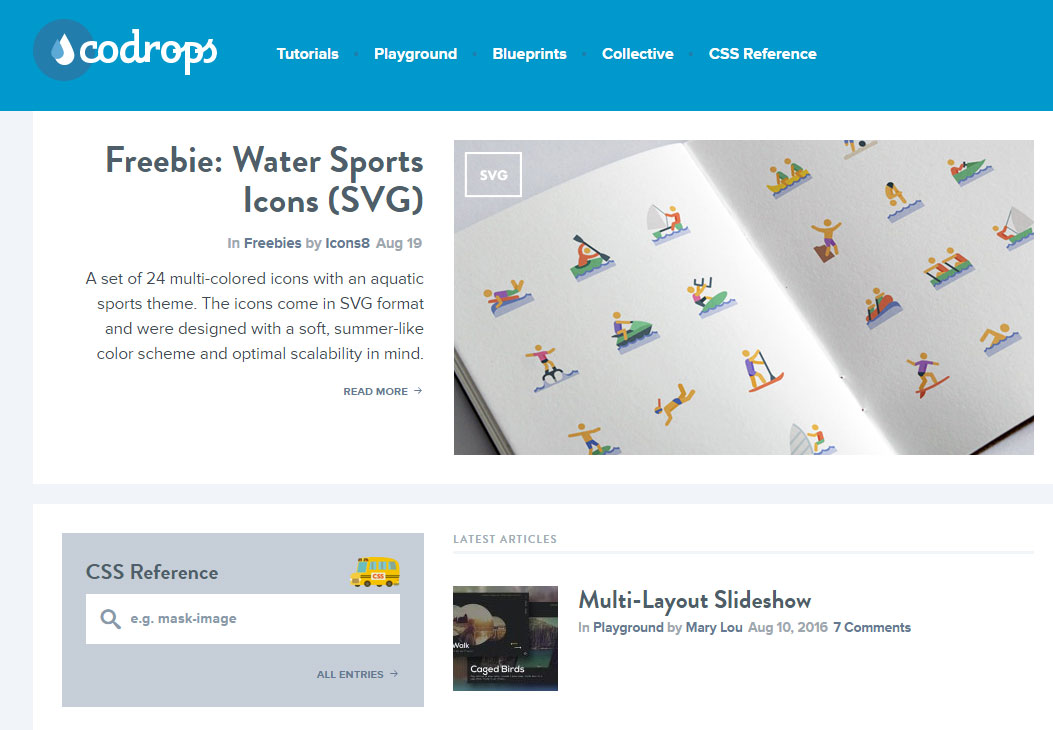 codrops
Tutorials
Playground
Blueprints
Collective
CSS Reference
Freebie: Water Sports
Icons (SVG)
In Freebies by Icons8 Aug 19
A set of 24 multi-colored icons with an aquatic
sports theme. The icons come in SVG format
and were designed with a soft, summer-like
color scheme and optimal scalability in mind.
READ MORE →
SVG
CSS Reference
CSS
e.g. mask-image
ALL ENTRIES →
LATEST ARTICLES
Walk
Caged Birds
Multi-Layout Slideshow
In Playground by Mary Lou Aug 10, 2016 7 Comments